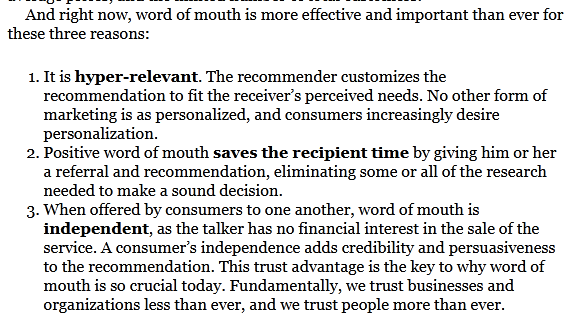 And right now, word of mouth is more effective and important than ever for
these three reasons:
1. It is hyper-relevant. The recommender customizes the
recommendation to fit the receiver’s perceived needs. No other form of
marketing is as personalized, and consumers increasingly desire
personalization.
2. Positive word of mouth saves the recipient time by giving him or her
a referral and recommendation, eliminating some or all of the research
needed to make a sound decision.
3. When offered by consumers to one another, word of mouth is
independent, as the talker has no financial interest in the sale of the
service. A consumer’s independence adds credibility and persuasiveness
to the recommendation. This trust advantage is the key to why word of
mouth is so crucial today. Fundamentally, we trust businesses and
organizations less than ever, and we trust people more than ever.